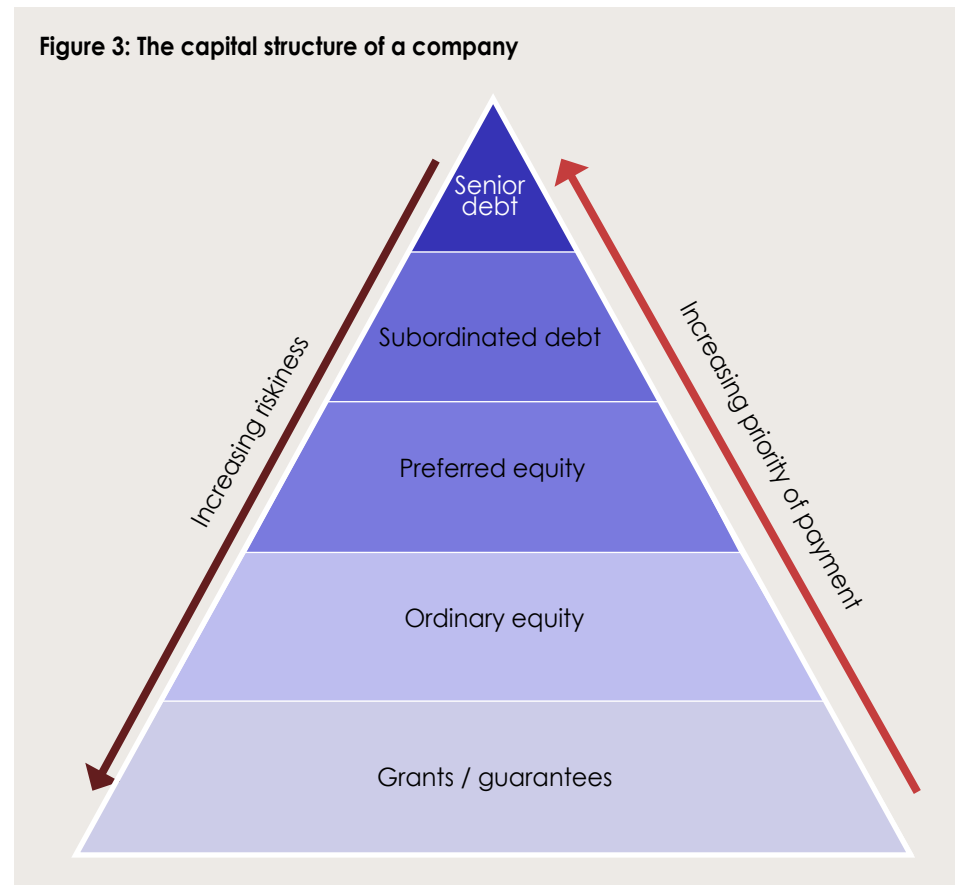 Figure 3: The capital structure of a company
Senior
debt
Subordinated debt
Preferred equity
Ordinary equity
Grants / guarantees
Increasing riskiness
Increasing priority of payment